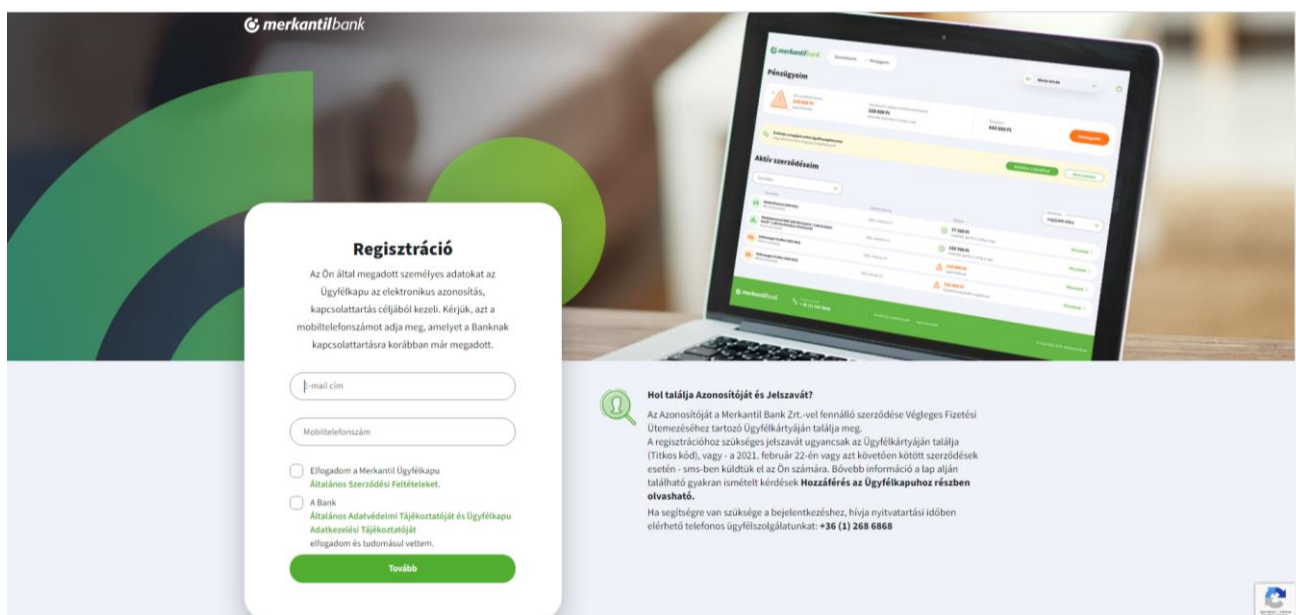 merkantilbank
merkantilbank
Pénzügyeim
Aktív szerződéseim
merkantilbank
Regisztráció
Az Ön által megadott személyes adatokat az
Ügyfélkapu az elektronikus azonosítás,
kapcsolattartás céljából kezeli. Kérjük, azt a
mobiltelefonszámot adja meg, amelyet a Banknak
kapcsolattartásra korábban már megadott.
E-mail cím
Mobiltelefonszám
Elfogadom a Merkantil Ügyfélkapu
Általános Szerződési Feltételeket.
A Bank
Általános Adatvédelmi Tájékoztatóját és Ügyfélkapu
Adatkezelési Tájékoztatóját
elfogadom és tudomásul vettem.
Tovább
Hol találja Azonosítóját és Jelszavát?
Az Azonosítóját a Merkantil Bank Zrt.-vel fennálló szerződése Végleges Fizetési
Ütemezéséhez tartozó Ügyfélkártyáján találja meg.
A regisztrációhoz szükséges jelszavát ugyancsak az Ügyfélkártyáján találja
(Titkos kód), vagy - a 2021. február 22-én vagy azt követően kötött szerződések
esetén - sms-ben küldtük el az Ön számára. Bővebb információ a lap alján
található gyakran ismételt kérdések Hozzáférés az Ügyfélkapuhoz részben
olvasható.
Ha segítségre van szüksége a bejelentkezéshez, hívja nyitvatartási időben
elérhető telefonos ügyfélszolgálatunkat: +36 (1) 268 6868